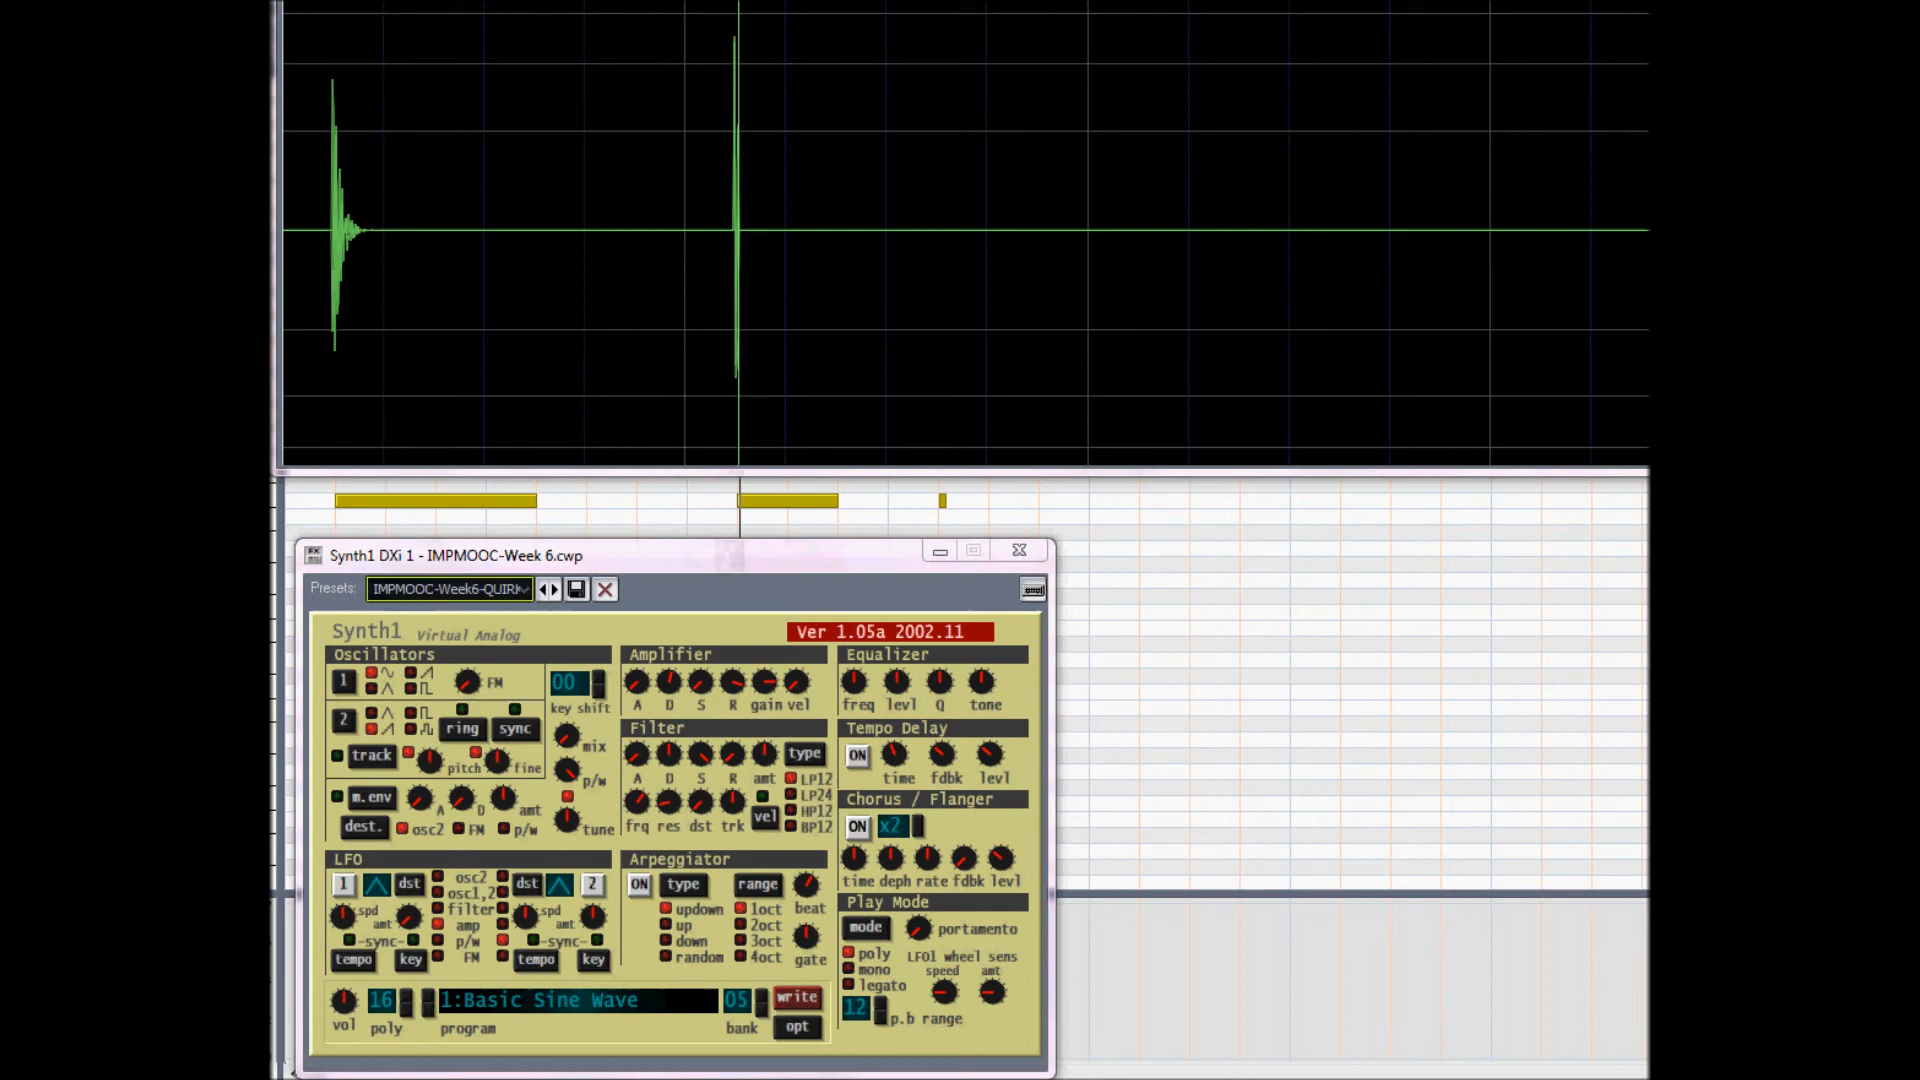 Synth1 DXi 1 - IMPMOOC-Week 6.cwp
Presets: IMPMOOC-Week6-QUIR
Synth1 Virtual Analog
Ver 1.05a 2002.11
Oscillators
1
FM
00
key shift
2
ring
sync
mix
track
pitch
fine
p/w
m.env
A
D
amt
tune
dest.
osc2
FM
p/w
Amplifier
A D S R gain vel
Filter
type
A D S R amt
LP12
LP24
HP12
BP12
vel
frq res dst trk
Equalizer
freq levl Q tone
Tempo Delay
ON
time fdbk levl
Chorus / Flanger
ON x2
time deph rate fdbk levl
LFO
1 dst
dst 2
osc2
osc1,2
filter
amp
p/w
FM
spd
amt
spd
amt
-sync-
-sync-
tempo key
tempo key
Arpeggiator
ON type range
beat
updown
up
down
random
1oct
2oct
3oct
4oct
gate
Play Mode
mode
portamento
poly
mono
legato
LFO1 wheel sens
speed
amt
12
p.b range
vol
16
poly
1:Basic Sine Wave
program
05
bank
write
opt